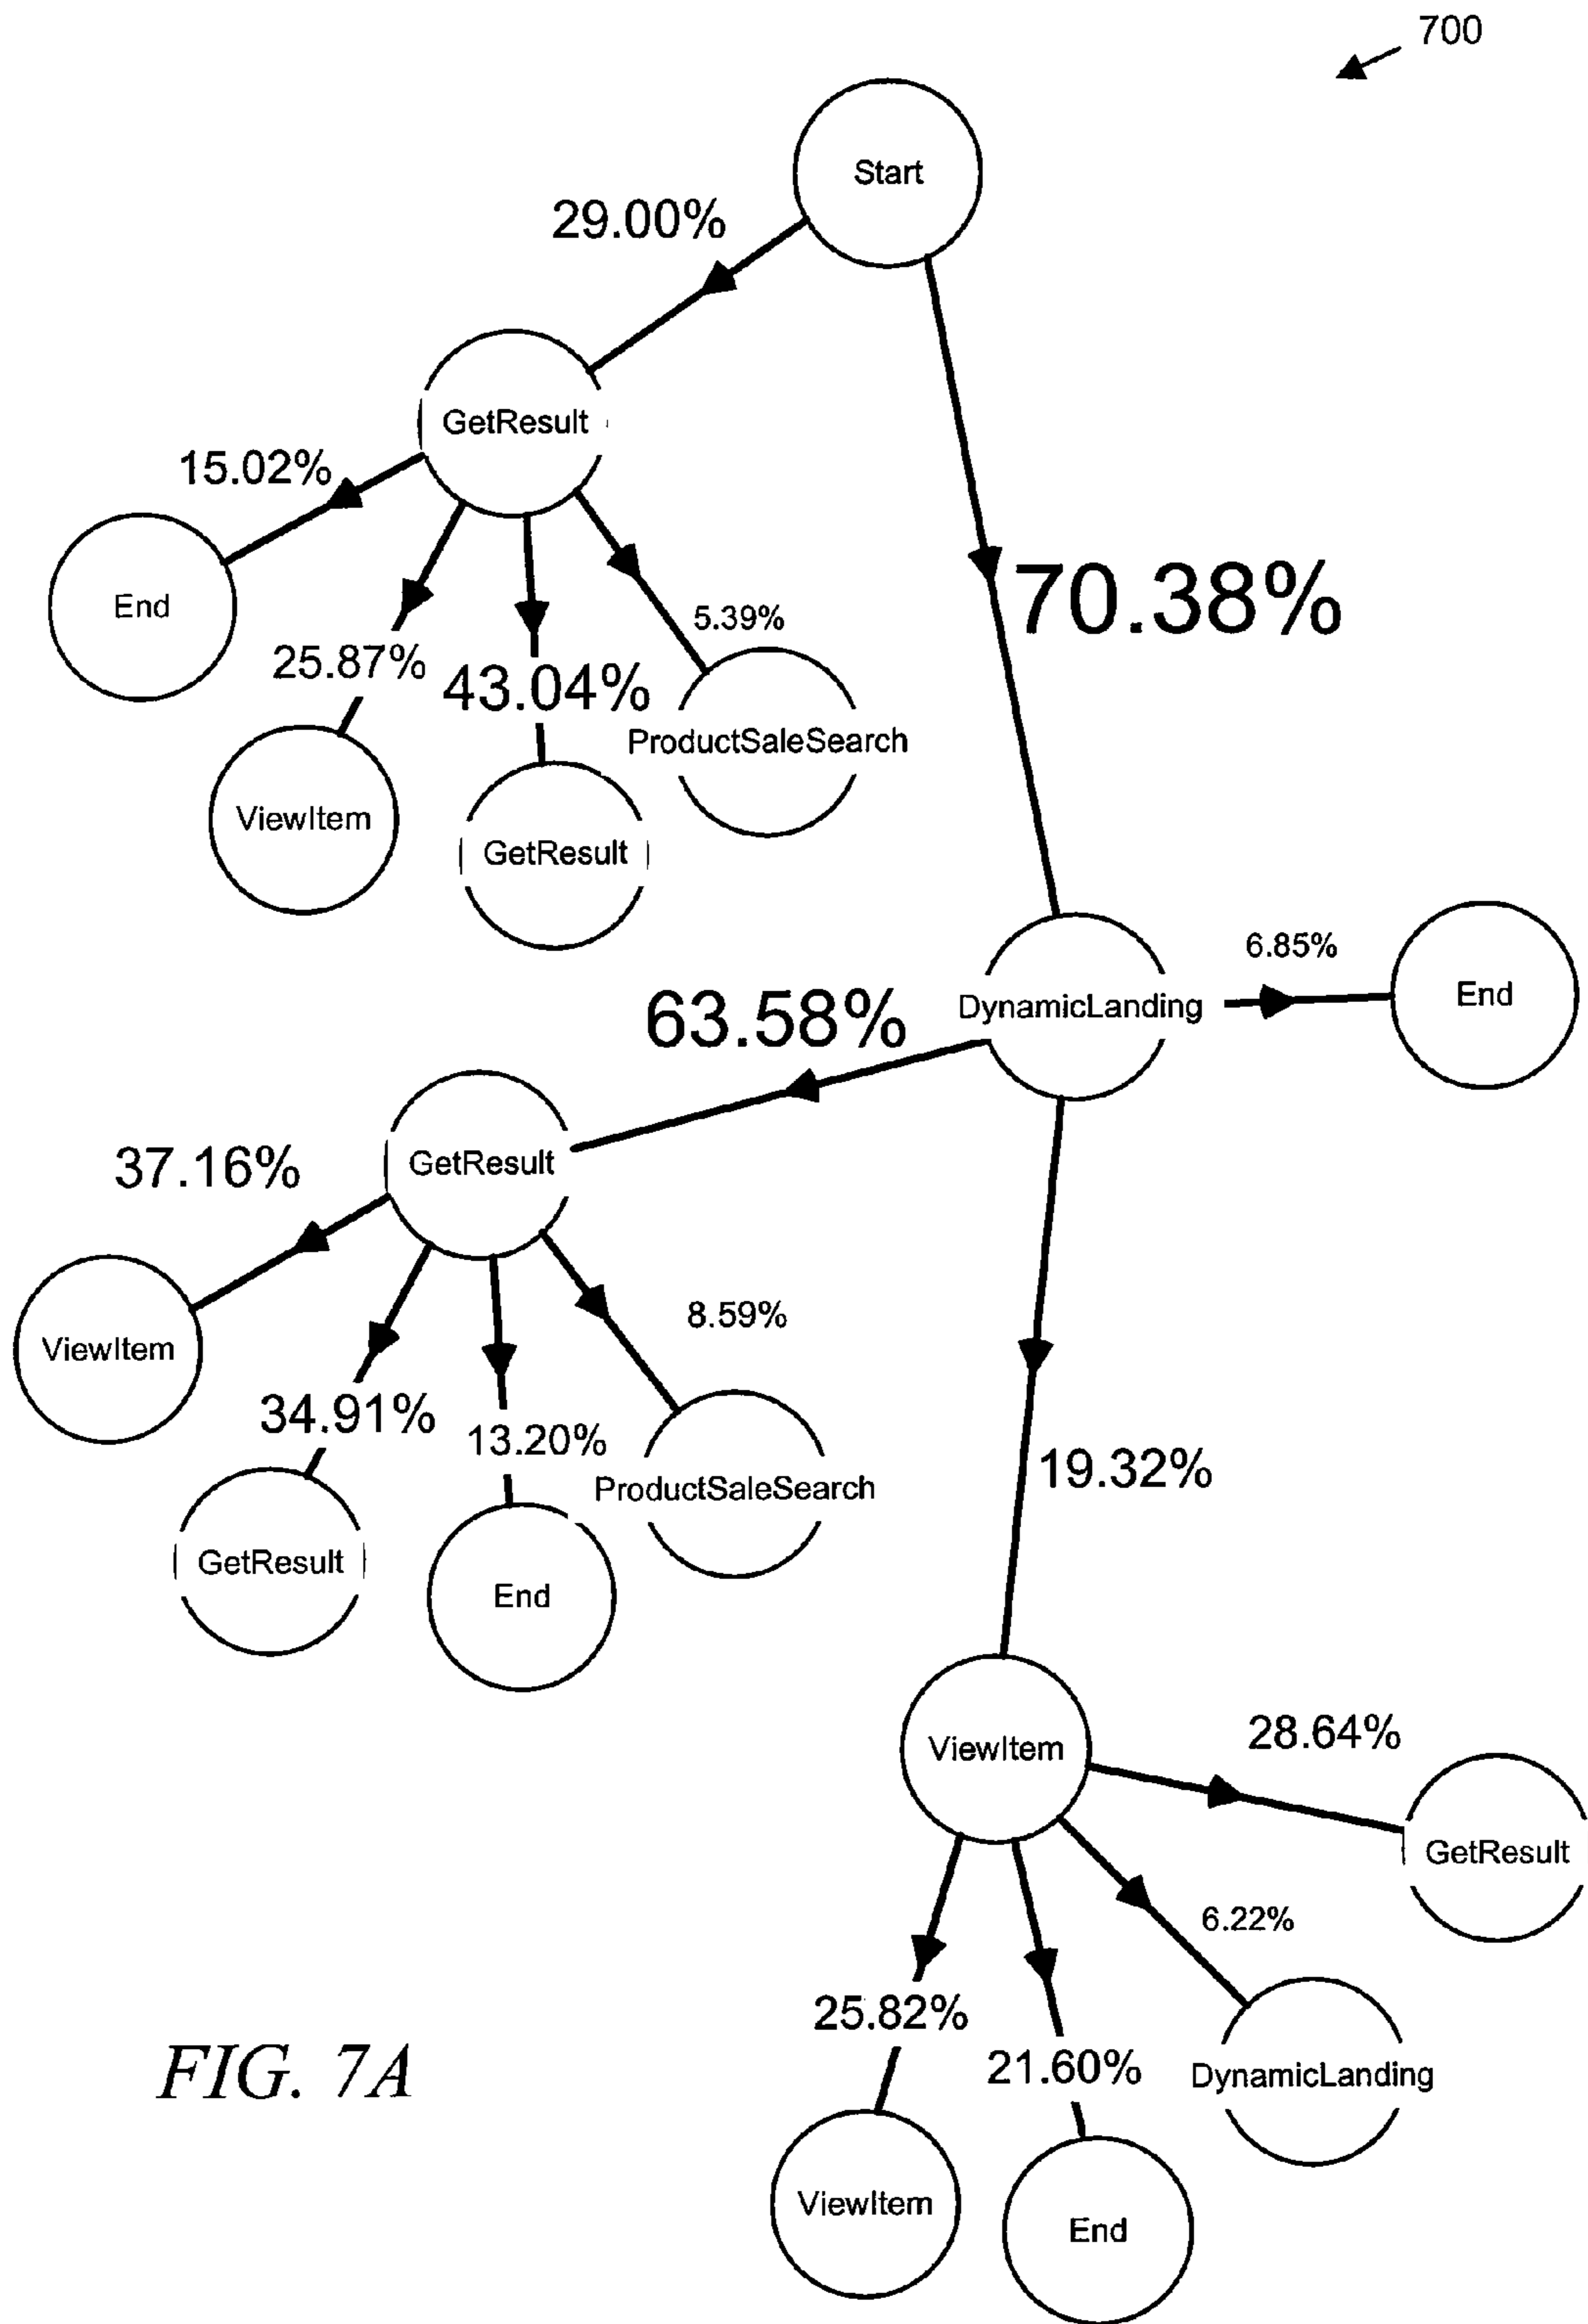 700
Start
29.00%
GetResult
15.02%
70.38%
End
25.87%
43.04%
5.39%
ProductSaleSearch
ViewItem
GetResult
6.85%
63.58%
DynamicLanding
End
37.16%
GetResult
8.59%
ViewItem
34.91%
13.20%
19.32%
ProductSaleSearch
GetResult
End
28.64%
ViewItem
GetResult
6.22%
25.82%
21.60%
DynamicLanding
FIG. 7A
ViewItem
End